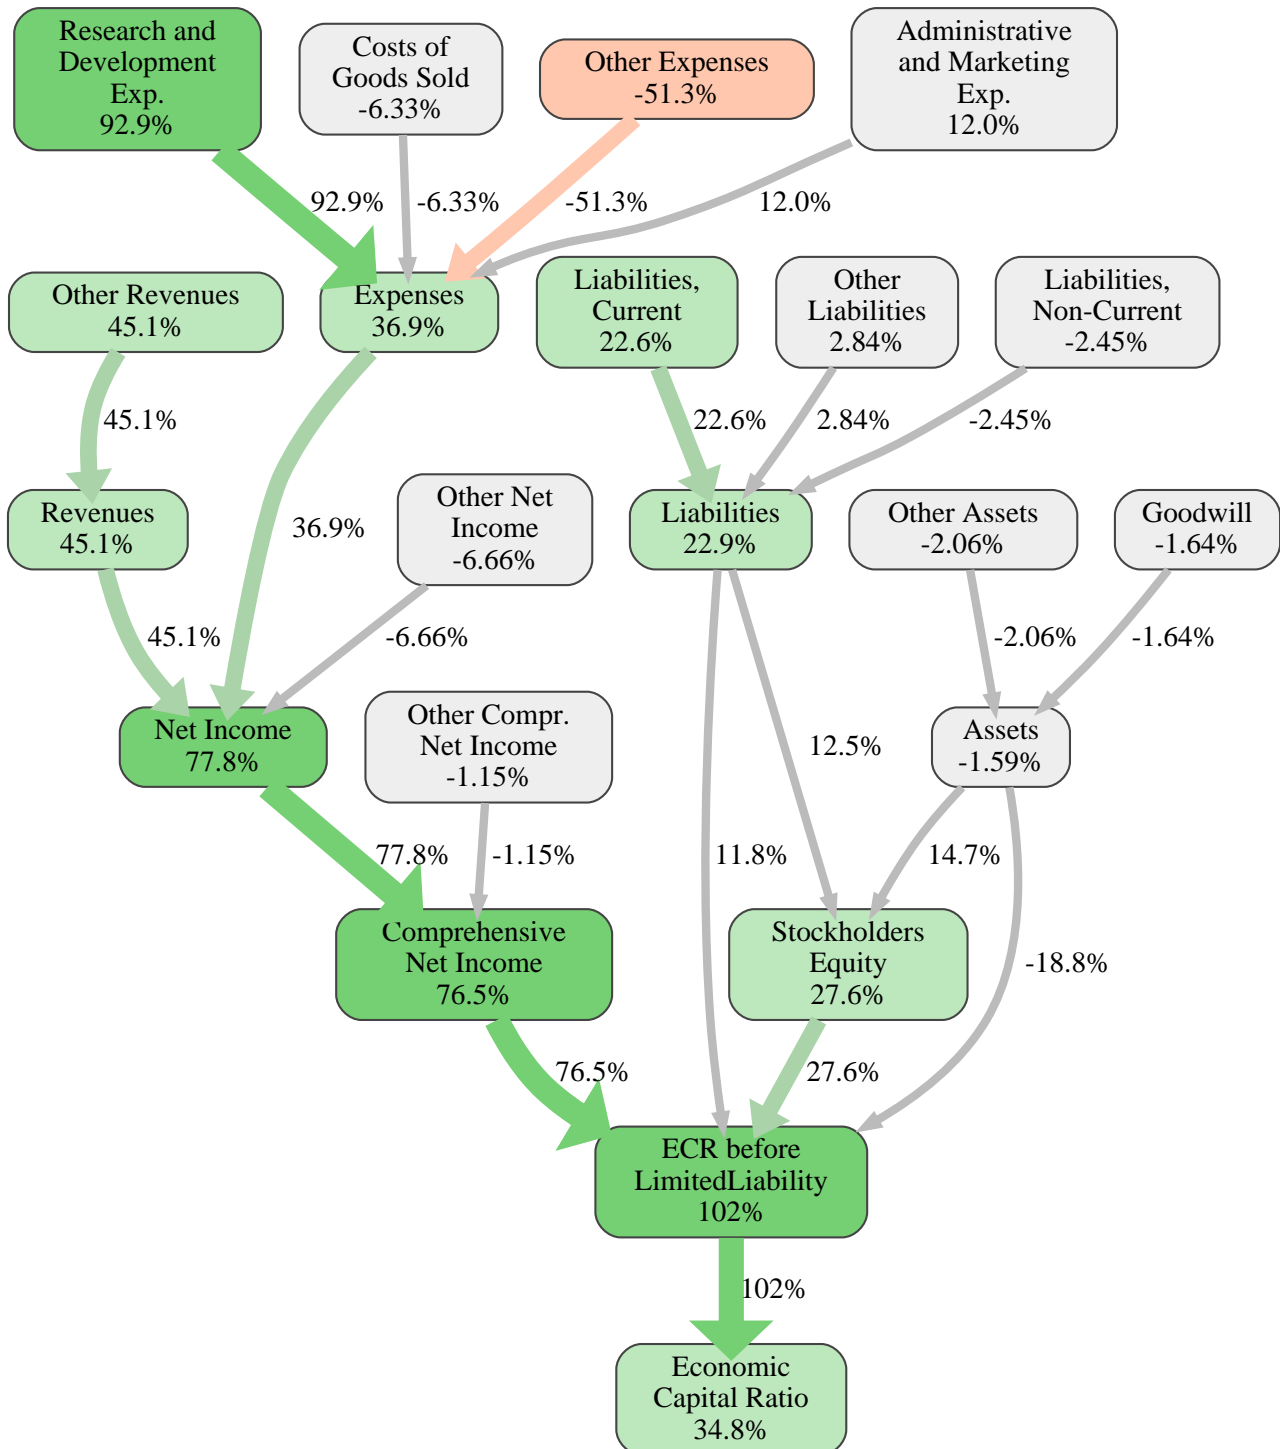 Research and
Development
Exp.
92.9%
Costs of
Goods Sold
-6.33%
Other Expenses
-51.3%
Administrative
and Marketing
Exp.
12.0%
92.9%
-6.33%
-51.3%
12.0%
Other Revenues
45.1%
Expenses
36.9%
Liabilities,
Current
22.6%
Other
Liabilities
2.84%
Liabilities,
Non-Current
-2.45%
45.1%
22.6%
2.84%
-2.45%
Revenues
45.1%
36.9%
Other Net
Income
-6.66%
Liabilities
22.9%
Other Assets
-2.06%
Goodwill
-1.64%
45.1%
-6.66%
-2.06%
-1.64%
Net Income
77.8%
Other Compr.
Net Income
-1.15%
12.5%
Assets
-1.59%
77.8%
-1.15%
11.8%
14.7%
Comprehensive
Net Income
76.5%
Stockholders
Equity
27.6%
-18.8%
76.5%
27.6%
ECR before
LimitedLiability
102%
102%
Economic
Capital Ratio
34.8%